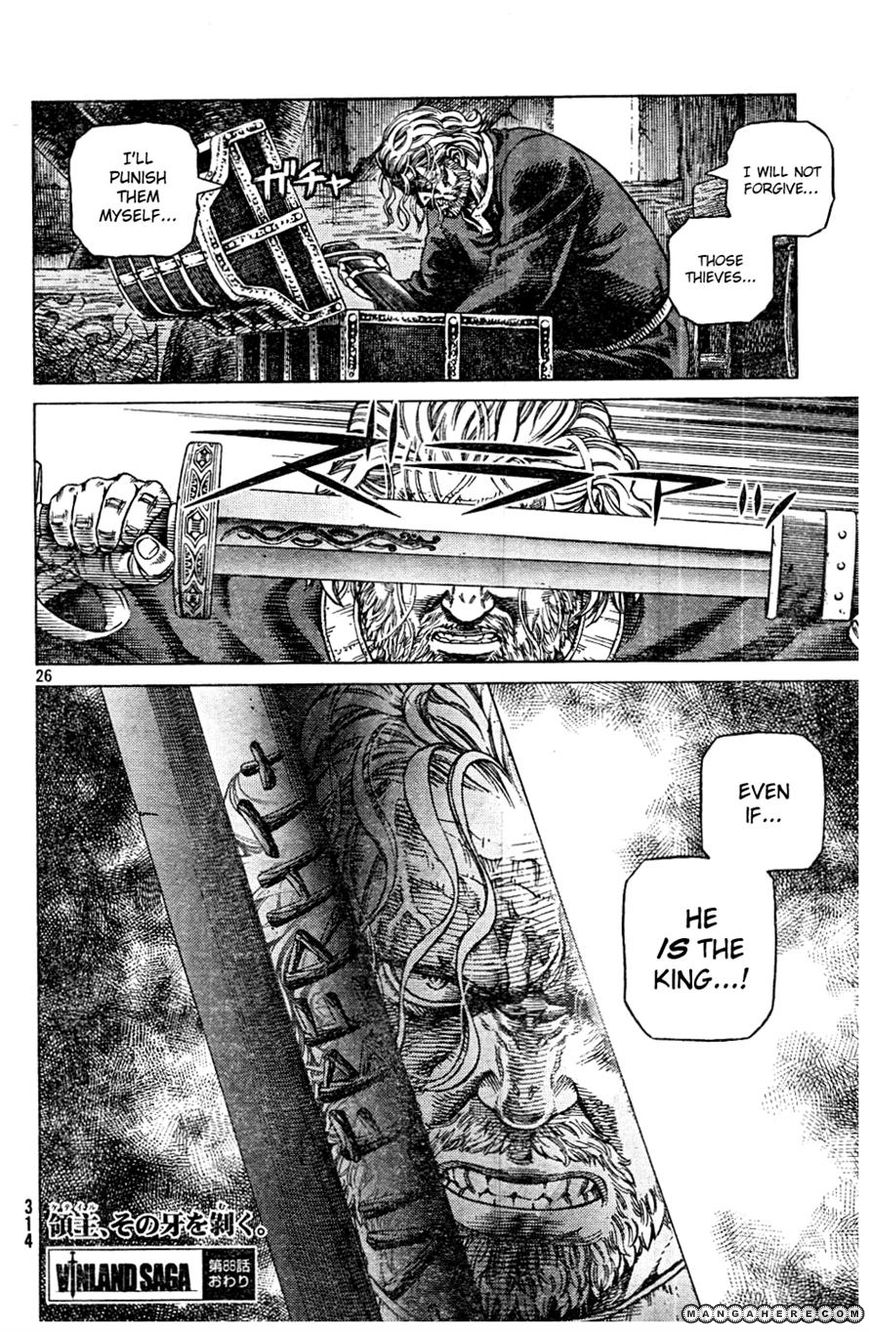 I WILL NOT
FORGIVE...
THOSE
THIEVES...
ガチャ
I'LL
PUNISH
THEM
MYSELF...
26
EVEN
IF...
HE
IS THE
KING...!
領主、その牙を剥く。
VINLAND SAGA
第88話
おわり
314
MANGAHERE.COM